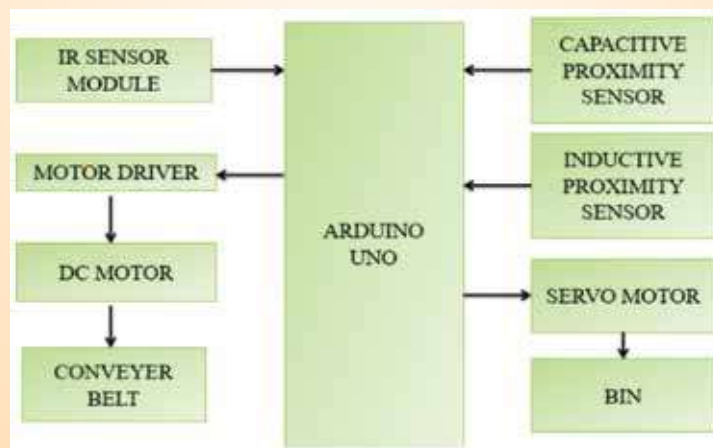 IR SENSOR
MODULE
MOTOR DRIVER
DC MOTOR
CONVEYER
BELT
ARDUINO
UNO
CAPACITIVE
PROXIMITY
SENSOR
INDUCTIVE
PROXIMITY
SENSOR
SERVO MOTOR
BIN